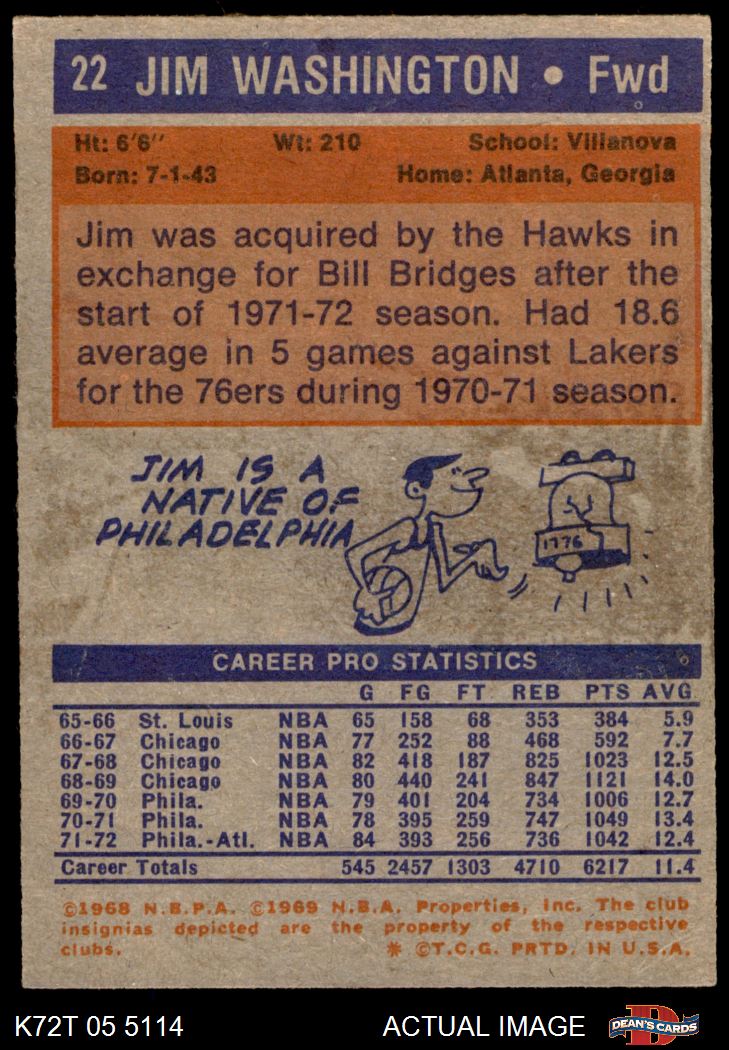 22 JIM WASHINGTON • Fwd
Ht: 6'6" Wt: 210 School: Villanova
Born: 7-1-43 Home: Atlanta, Georgia
Jim was acquired by the Hawks in
exchange for Bill Bridges after the
start of 1971-72 season. Had 18.6
average in 5 games against Lakers
for the 76ers during 1970-71 season.
JIM IS A
NATIVE OF
PHILADELPHIA
1776
CAREER PRO STATISTICS
G FG FT REB PTS AVG
65-66 St. Louis NBA 65 158 68 353 384 5.9
66-67 Chicago NBA 77 252 88 468 592 7.7
67-68 Chicago NBA 82 418 187 825 1023 12.5
68-69 Chicago NBA 80 440 241 847 1121 14.0
69-70 Phila. NBA 79 401 204 734 1006 12.7
70-71 Phila. NBA 78 395 259 747 1049 13.4
71-72 Phila.-Atl. NBA 84 393 256 736 1042 12.4
Career Totals 545 2457 1303 4710 6217 11.4
©1968 N.B.P.A. ©1969 N.B.A. Properties, Inc. The club
insignias depicted are the property of the respective
clubs. * ©T.C.G. PRTD. IN U.S.A.
K72T 05 5114 ACTUAL IMAGE D DEAN'S CARDS